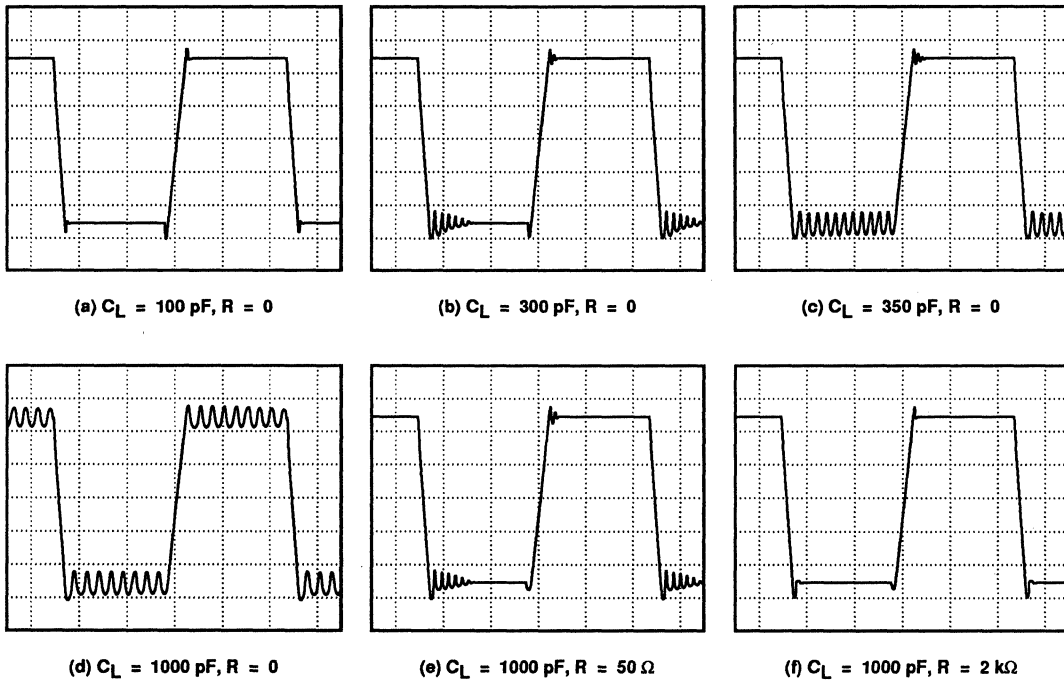 (a) CL = 100 pF, R = 0
(b) CL = 300 pF, R = 0
(c) CL = 350 pF, R = 0
(d) CL = 1000 pF, R = 0
(e) CL = 1000 pF, R = 50 Ω
(f) CL = 1000 pF, R = 2 kΩ